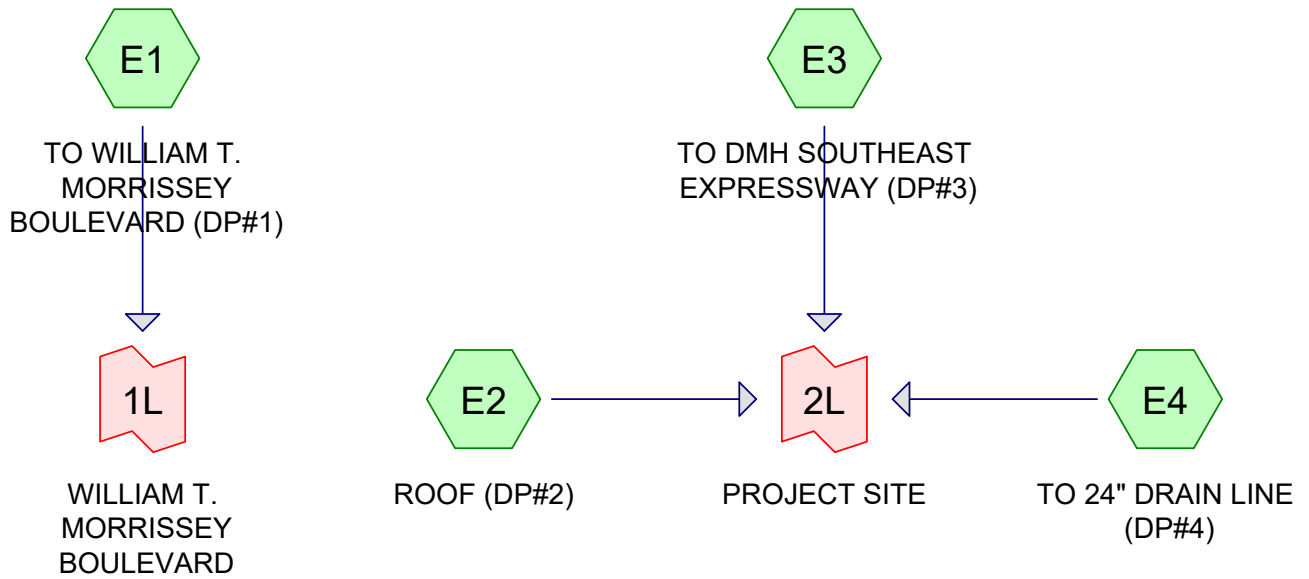 E1
TO WILLIAM T.
MORRISSEY
BOULEVARD (DP#1)
E3
TO DMH SOUTHEAST
EXPRESSWAY (DP#3)
1L
WILLIAM T.
MORRISSEY
BOULEVARD
E2
ROOF (DP#2)
2L
PROJECT SITE
E4
TO 24" DRAIN LINE
(DP#4)